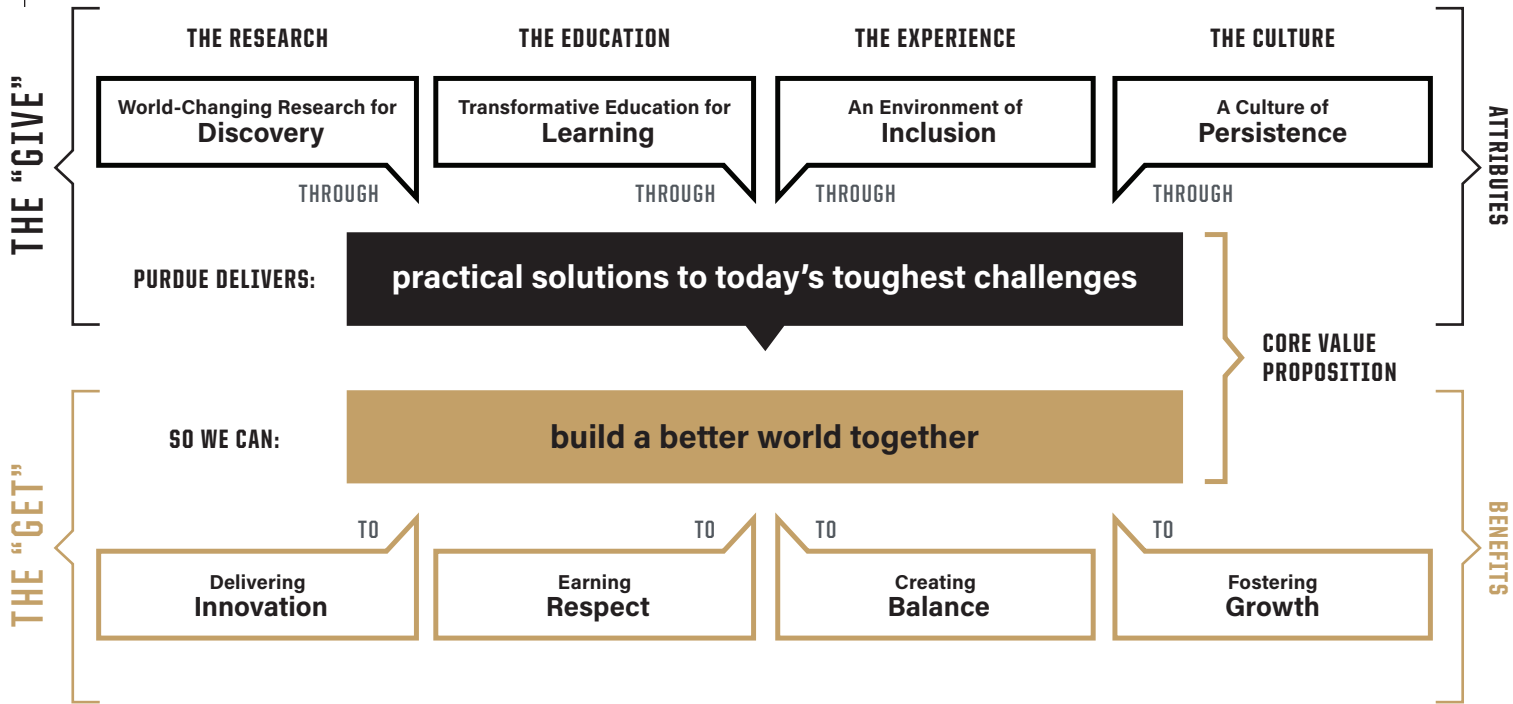 THE RESEARCH
THE EDUCATION
THE EXPERIENCE
THE CULTURE
THE “GIVE”
World-Changing Research for
Discovery
Transformative Education for
Learning
An Environment of
Inclusion
A Culture of
Persistence
ATTRIBUTES
THROUGH
THROUGH
THROUGH
THROUGH
PURDUE DELIVERS:
practical solutions to today’s toughest challenges
CORE VALUE
PROPOSITION
SO WE CAN:
build a better world together
THE “GET”
TO
TO
TO
TO
Delivering
Innovation
Earning
Respect
Creating
Balance
Fostering
Growth
BENEFITS